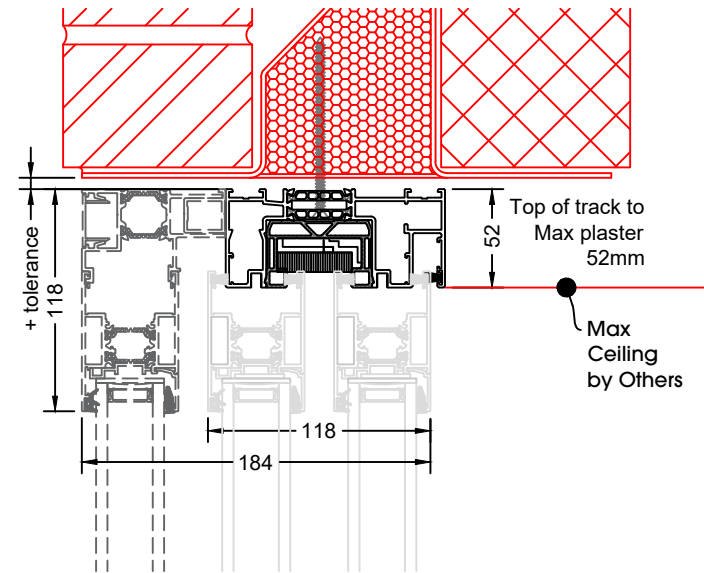 Top of track to
Max plaster
52mm
52
+ tolerance
118
Max
Ceiling
by Others
118
184